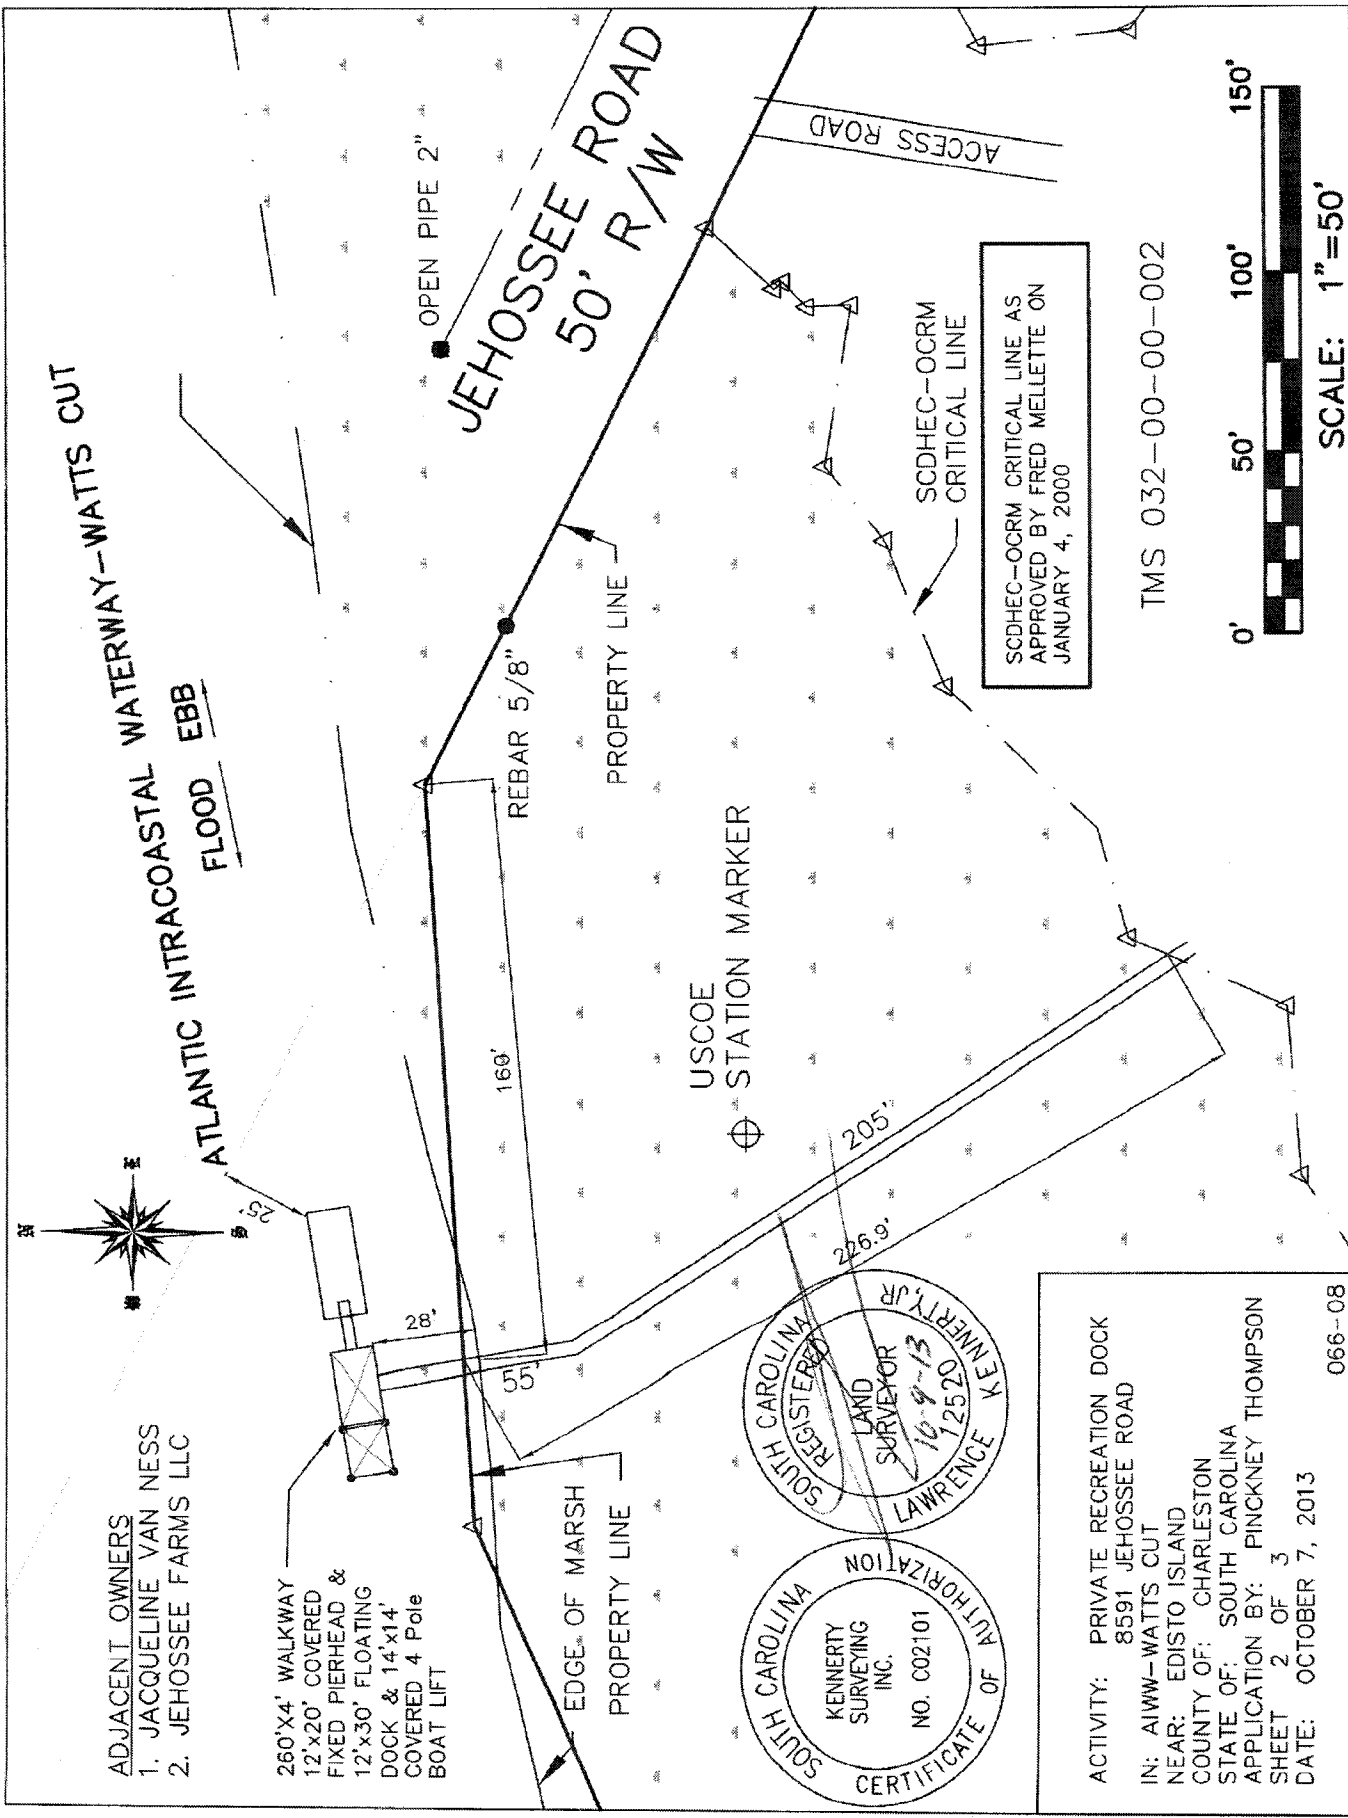 ADJACENT OWNERS
1. JACQUELINE VAN NESS
2. JEHOSSEE FARMS LLC
260'X4' WALKWAY
12'x20' COVERED
FIXED PIERHEAD &
12'x30' FLOATING
DOCK & 14'x14'
COVERED 4 Pole
BOAT LIFT
N
E
S
ATLANTIC INTRACOASTAL WATERWAY-WATTS CUT
FLOOD EBB
25'
28'
55'
OPEN PIPE 2"
JEHOSSEE ROAD
50' R/W
REBAR 5/8"
PROPERTY LINE
ACCESS ROAD
EDGE OF MARSH
PROPERTY LINE
USCOE
STATION MARKER
205'
226.9'
SCDHEC-OCRM
CRITICAL LINE
SCDHEC-OCRM CRITICAL LINE AS
APPROVED BY FRED MELLETTE ON
JANUARY 4, 2000
TMS 032-00-00-002
0' 50' 100' 150'
SCALE: 1"=50'
SOUTH CAROLINA
CERTIFICATE OF AUTHORIZATION
KENNERTY
SURVEYING
INC.
NO. C02101
SOUTH CAROLINA
REGISTERED
LAND
SURVEYOR
10-9-13
12520
LAWRENCE KENNERTY,JR
ACTIVITY: PRIVATE RECREATION DOCK
8591 JEHOSSEE ROAD
IN: AIWW-WATTS CUT
NEAR: EDISTO ISLAND
COUNTY OF: CHARLESTON
STATE OF: SOUTH CAROLINA
APPLICATION BY: PINCKNEY THOMPSON
SHEET 2 OF 3
DATE: OCTOBER 7, 2013
066-08